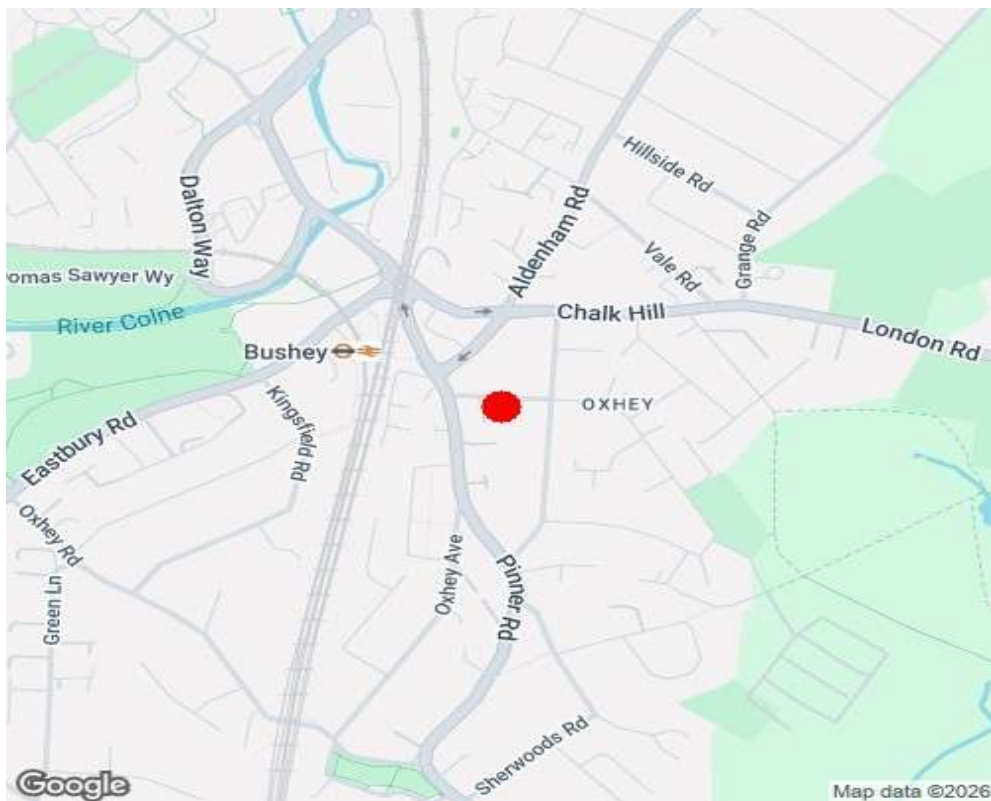 Hillside Rd
Dalton Way
Aldenham Rd
Grange Rd
Vale Rd
omas Sawyer Wy
River Colne
Chalk Hill
London Rd
Bushey
OXHEY
Kingsfield Rd
Eastbury Rd
Oxhey Rd
Green Ln
Oxhey Ave
Pinner Rd
Sherwoods Rd
Google
Map data ©2026